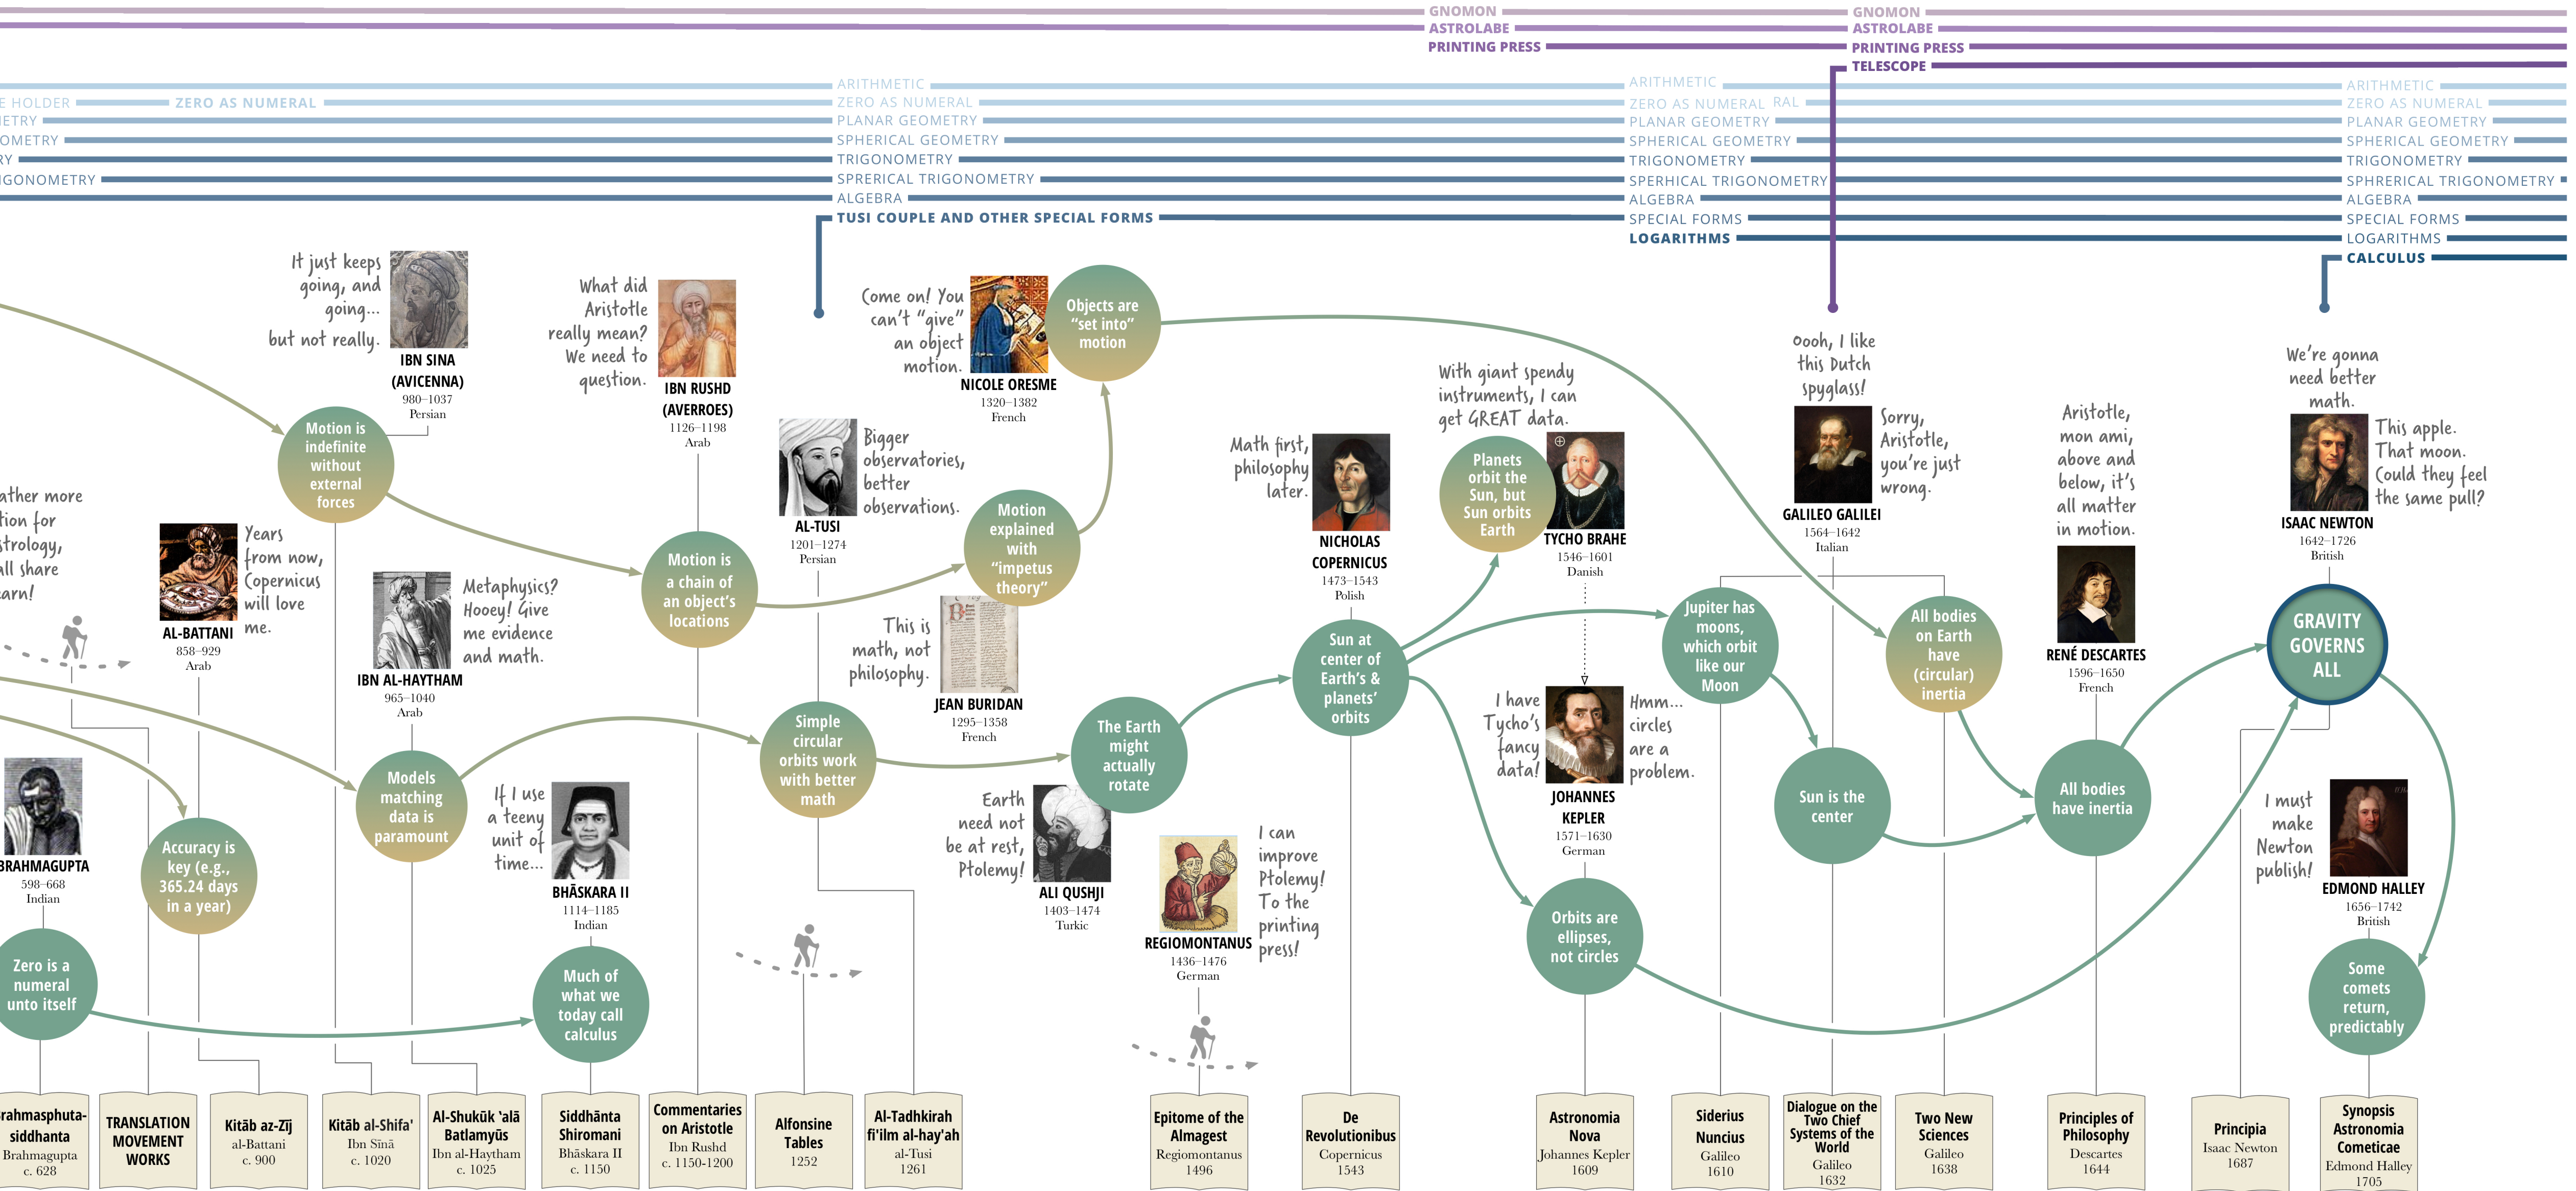 GNOMON
GNOMON
ASTROLABE
ASTROLABE
PRINTING PRESS
PRINTING PRESS
TELESCOPE
ARITHMETIC
ARITHMETIC
ARITHMETIC
E HOLDER
ZERO AS NUMERAL
ZERO AS NUMERAL
ZERO AS NUMERAL RAL
ZERO AS NUMERAL
ETRY
PLANAR GEOMETRY
PLANAR GEOMETRY
PLANAR GEOMETRY
OMETRY
SPHERICAL GEOMETRY
SPHERICAL GEOMETRY
SPHERICAL GEOMETRY
RY
TRIGONOMETRY
TRIGONOMETRY
TRIGONOMETRY
IGONOMETRY
SPRERICAL TRIGONOMETRY
SPERHICAL TRIGONOMETRY
SPHRERICAL TRIGONOMETRY
ALGEBRA
ALGEBRA
ALGEBRA
TUSI COUPLE AND OTHER SPECIAL FORMS
SPECIAL FORMS
SPECIAL FORMS
LOGARITHMS
LOGARITHMS
CALCULUS
ather more
tion for
strology,
all share
earn!
BRAHMAGUPTA
598–668
Indian
Zero is a
numeral
unto itself
AL-BATTANI
858–929
Arab
Years
from now,
Copernicus
will love
me.
Accuracy is
key (e.g.,
365.24 days
in a year)
It just keeps
going, and
going...
but not really.
IBN SINA
(AVICENNA)
980–1037
Persian
Motion is
indefinite
without
external
forces
Metaphysics?
Hooey! Give
me evidence
and math.
IBN AL-HAYTHAM
965–1040
Arab
Models
matching
data is
paramount
If I use
a teeny
unit of
time...
BHĀSKARA II
1114–1185
Indian
Much of
what we
today call
calculus
What did
Aristotle
really mean?
We need to
question.
IBN RUSHD
(AVERROES)
1126–1198
Arab
Motion is
a chain of
an object's
locations
Bigger
observatories,
better
observations.
AL-TUSI
1201–1274
Persian
Simple
circular
orbits work
with better
math
Come on! You
can't "give"
an object
motion.
NICOLE ORESME
1320–1382
French
Objects are
"set into"
motion
Motion
explained
with
"impetus
theory"
This is
math, not
philosophy.
JEAN BURIDAN
1295–1358
French
The Earth
might
actually
rotate
Earth
need not
be at rest,
Ptolemy!
ALI QUSHJI
1403–1474
Turkic
I can
improve
Ptolemy!
To the
printing
press!
REGIOMONTANUS
1436–1476
German
Math first,
philosophy
later.
NICHOLAS
COPERNICUS
1473–1543
Polish
Sun at
center of
Earth's &
planets'
orbits
With giant spendy
instruments, I can
get GREAT data.
Planets
orbit the
Sun, but
Sun orbits
Earth
TYCHO BRAHE
1546–1601
Danish
I have
Tycho's
fancy
data!
Hmm...
circles
are a
problem.
JOHANNES
KEPLER
1571–1630
German
Orbits are
ellipses,
not circles
Oooh, I like
this Dutch
spyglass!
Sorry,
Aristotle,
you're just
wrong.
GALILEO GALILEI
1564–1642
Italian
Jupiter has
moons,
which orbit
like our
Moon
Sun is the
center
All bodies
on Earth
have
(circular)
inertia
Aristotle,
mon ami,
above and
below, it's
all matter
in motion.
RENÉ DESCARTES
1596–1650
French
All bodies
have inertia
We're gonna
need better
math.
This apple.
That moon.
Could they feel
the same pull?
ISAAC NEWTON
1642–1726
British
GRAVITY
GOVERNS
ALL
I must
make
Newton
publish!
EDMOND HALLEY
1656–1742
British
Some
comets
return,
predictably
rahmasphuta-
siddhanta
Brahmagupta
c. 628
TRANSLATION
MOVEMENT
WORKS
Kitāb az-Zīj
al-Battani
c. 900
Kitāb al-Shifa'
Ibn Sīnā
c. 1020
Al-Shukūk 'alā
Batlamyūs
Ibn al-Haytham
c. 1025
Siddhānta
Shiromani
Bhāskara II
c. 1150
Commentaries
on Aristotle
Ibn Rushd
c. 1150-1200
Alfonsine
Tables
1252
Al-Tadhkirah
fi'ilm al-hay'ah
al-Tusi
1261
Epitome of the
Almagest
Regiomontanus
1496
De
Revolutionibus
Copernicus
1543
Astronomia
Nova
Johannes Kepler
1609
Siderius
Nuncius
Galileo
1610
Dialogue on the
Two Chief
Systems of the
World
Galileo
1632
Two New
Sciences
Galileo
1638
Principles of
Philosophy
Descartes
1644
Principia
Isaac Newton
1687
Synopsis
Astronomia
Cometicae
Edmond Halley
1705